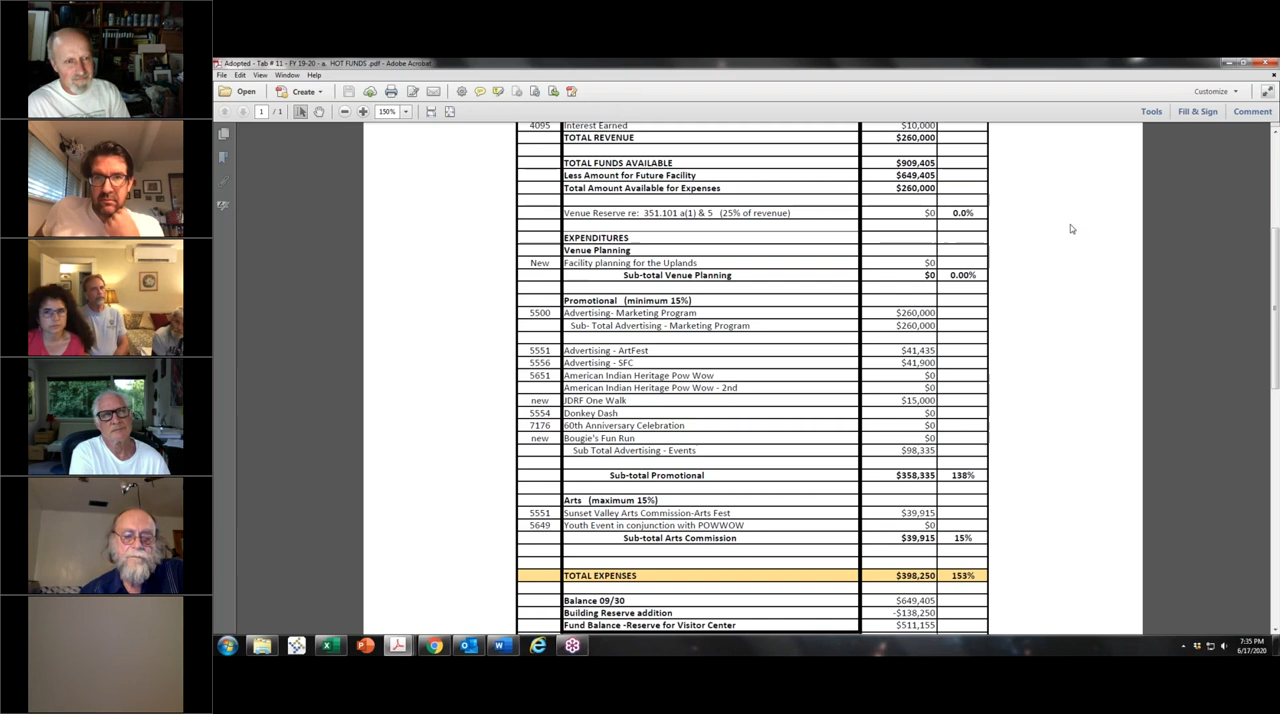 Adopted - Tab # 11 - FY 19-20 - a. HOT FUNDS .pdf - Adobe Acrobat
File Edit View Window Help
Open Create Customize
1 / 1 150% Tools Fill & Sign Comment
4095 Interest Earned $10,000
TOTAL REVENUE $260,000
TOTAL FUNDS AVAILABLE $909,405
Less Amount for Future Facility $649,405
Total Amount Available for Expenses $260,000
Venue Reserve re: 351.101 a(1) & 5 (25% of revenue) $0 0.0%
EXPENDITURES
Venue Planning
New Facility planning for the Uplands $0
Sub-total Venue Planning $0 0.00%
Promotional (minimum 15%)
5500 Advertising- Marketing Program $260,000
Sub- Total Advertising - Marketing Program $260,000
5551 Advertising - ArtFest $41,435
5556 Advertising - SFC $41,900
5651 American Indian Heritage Pow Wow $0
American Indian Heritage Pow Wow - 2nd $0
new JDRF One Walk $15,000
5554 Donkey Dash $0
7176 60th Anniversary Celebration $0
new Bougie's Fun Run $0
Sub Total Advertising - Events $98,335
Sub-total Promotional $358,335 138%
Arts (maximum 15%)
5551 Sunset Valley Arts Commission-Arts Fest $39,915
5649 Youth Event in conjunction with POWWOW $0
Sub-total Arts Commission $39,915 15%
TOTAL EXPENSES $398,250 153%
Balance 09/30 $649,405
Building Reserve addition -$138,250
Fund Balance -Reserve for Visitor Center $511,155
7:35 PM
6/17/2020